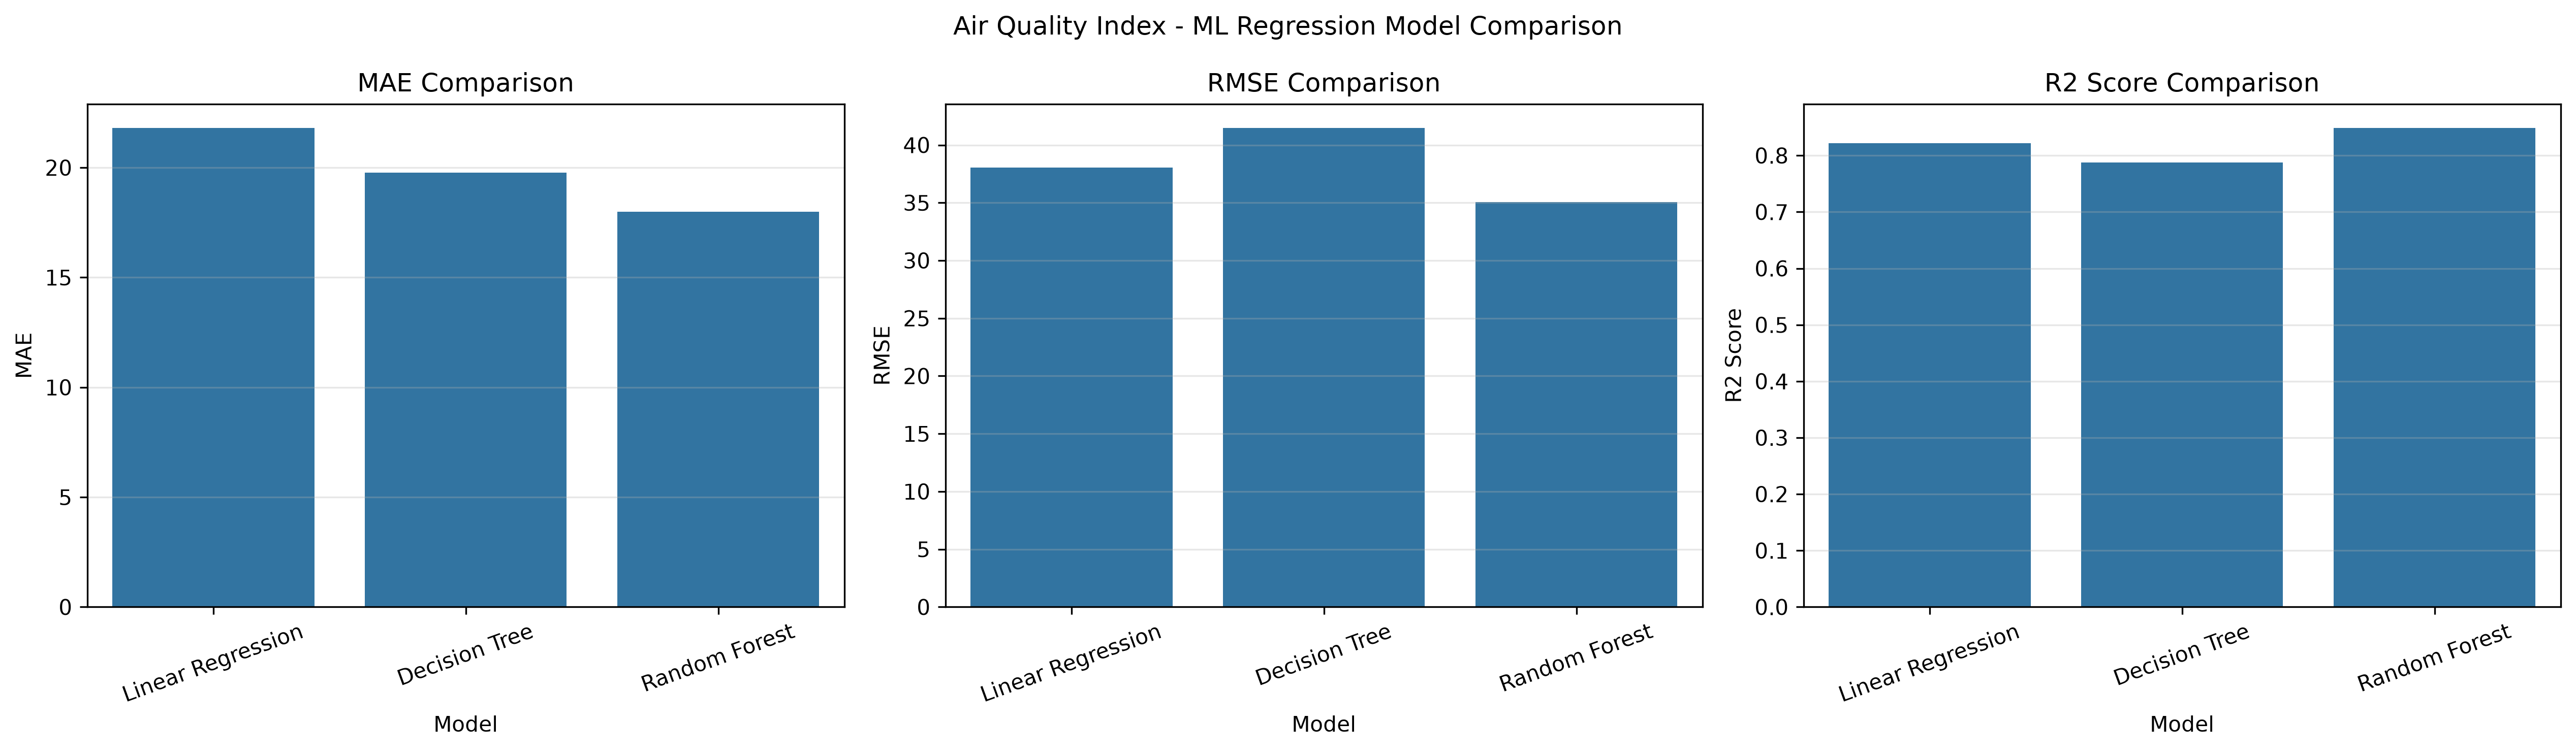 Air Quality Index - ML Regression Model Comparison
MAE Comparison
MAE
20
15
10
5
0
Linear Regression
Decision Tree
Random Forest
Model
RMSE Comparison
RMSE
40
35
30
25
20
15
10
5
0
Linear Regression
Decision Tree
Random Forest
Model
R2 Score Comparison
R2 Score
0.8
0.7
0.6
0.5
0.4
0.3
0.2
0.1
0.0
Linear Regression
Decision Tree
Random Forest
Model